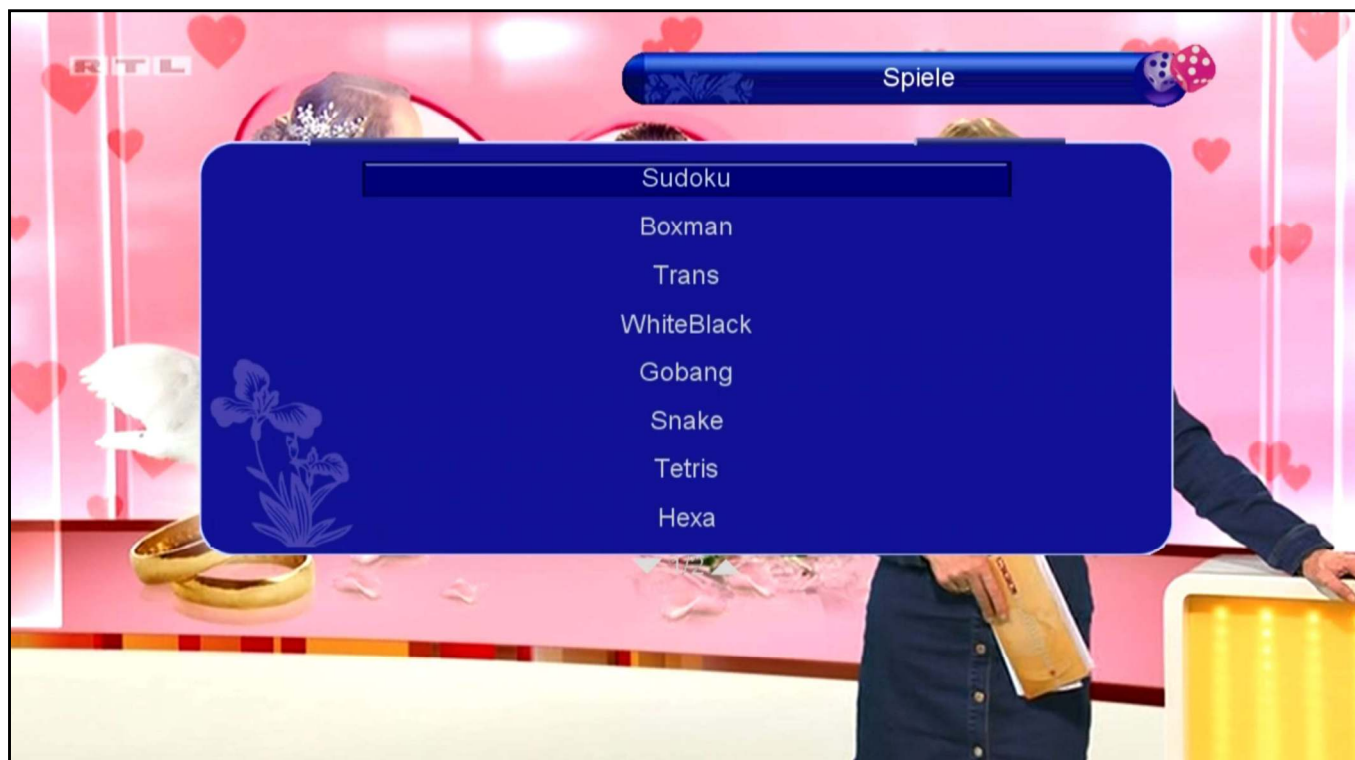 RTL
Spiele
Sudoku
Boxman
Trans
WhiteBlack
Gobang
Snake
Tetris
Hexa